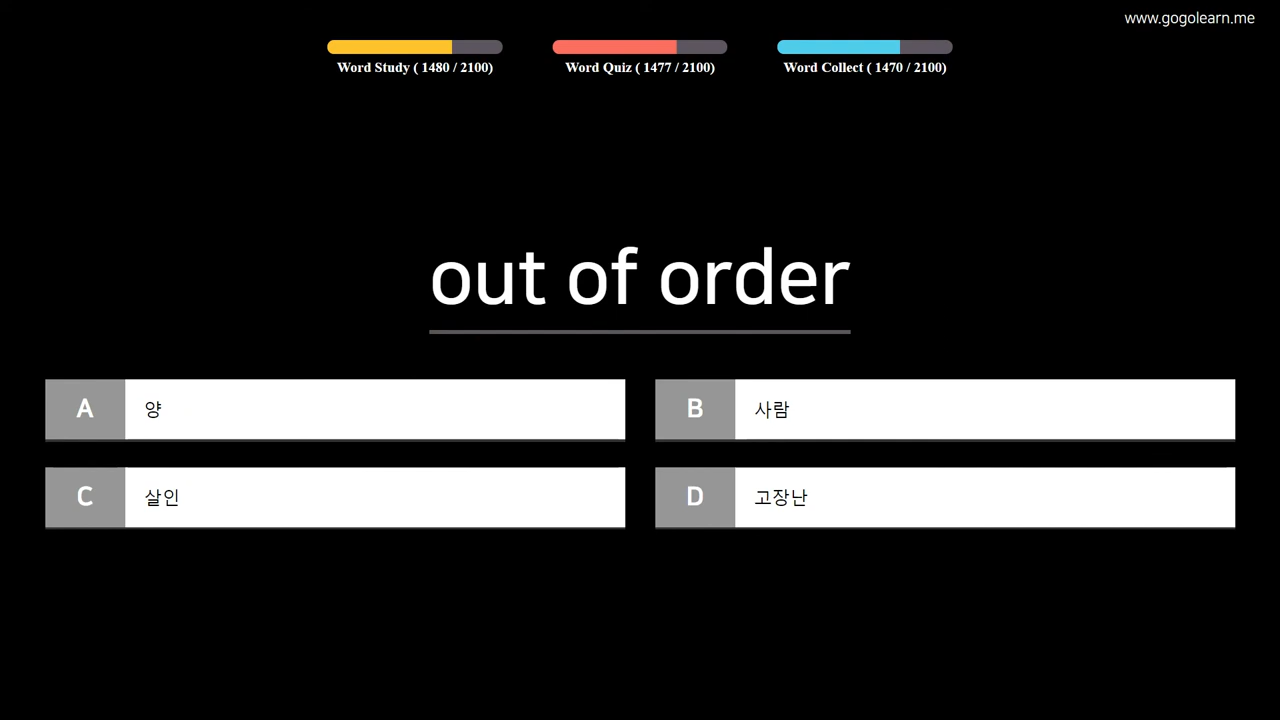 www.gogolearn.me
Word Study ( 1480 / 2100)
Word Quiz ( 1477 / 2100)
Word Collect ( 1470 / 2100)
out of order
A 양
B 사람
C 살인
D 고장난